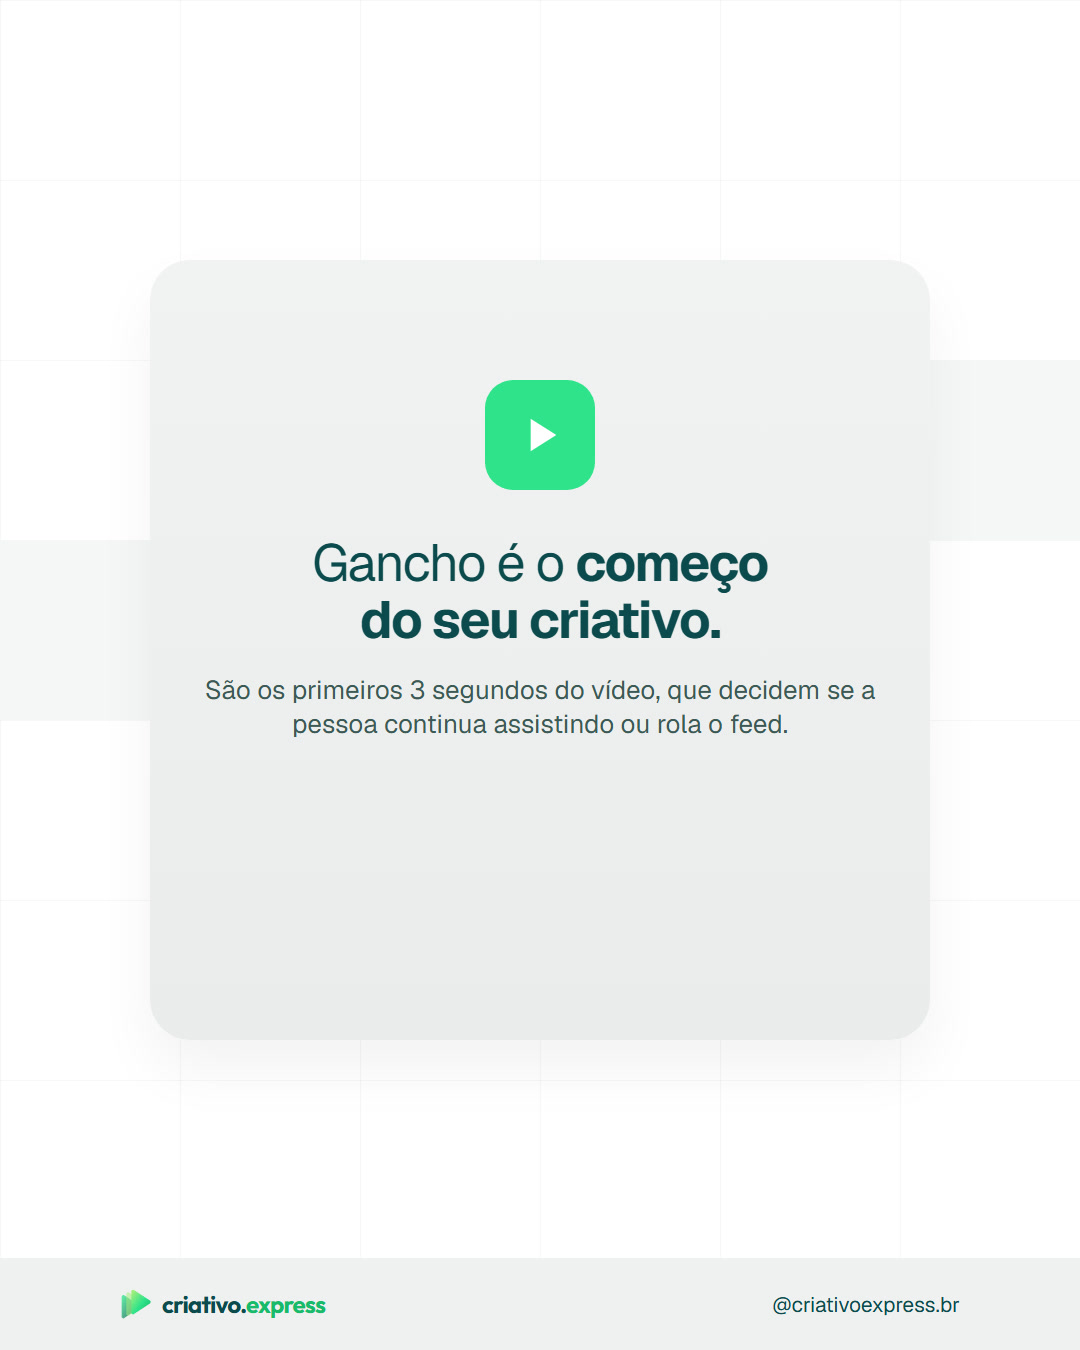 Gancho é o começo
do seu criativo.
São os primeiros 3 segundos do vídeo, que decidem se a
pessoa continua assistindo ou rola o feed.
criativo.express
@criativoexpress.br